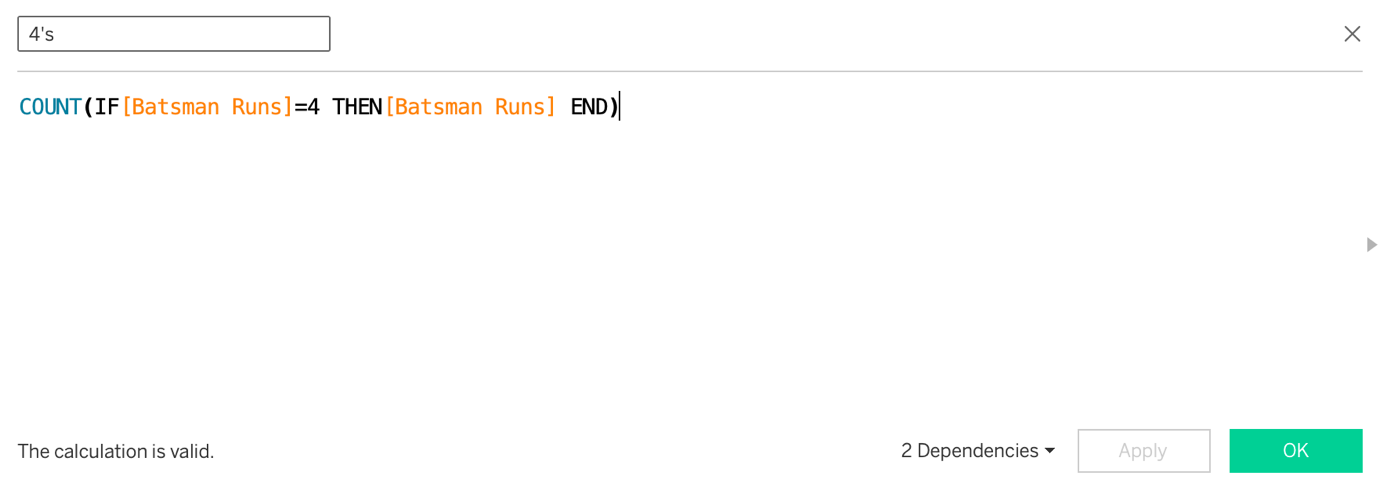 4's
COUNT(IF[Batsman Runs]=4 THEN[Batsman Runs] END)
The calculation is valid.
2 Dependencies
Apply
OK